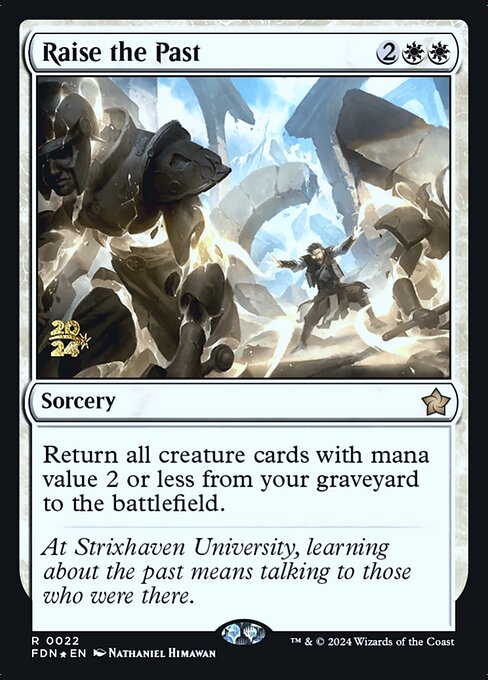 Raise the Past 2
20
24
Sorcery
Return all creature cards with mana
value 2 or less from your graveyard
to the battlefield.
At Strixhaven University, learning
about the past means talking to those
who were there.
R 0022
FDN★EN Nathaniel Himawan
™ & © 2024 Wizards of the Coast